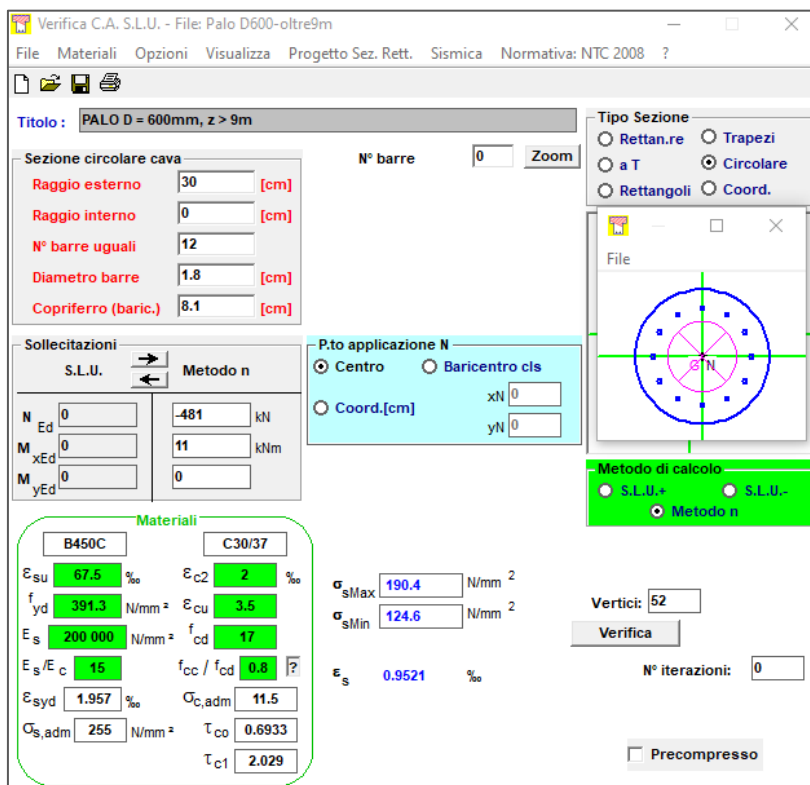 Verifica C.A. S.L.U. - File: Palo D600-oltre9m
File Materiali Opzioni Visualizza Progetto Sez. Rett. Sismica Normativa: NTC 2008 ?
Titolo : PALO D = 600mm, z > 9m
Sezione circolare cava
Raggio esterno 30 [cm]
Raggio interno 0 [cm]
N° barre uguali 12
Diametro barre 1.8 [cm]
Copriferro (baric.) 8.1 [cm]
N° barre 0 Zoom
Tipo Sezione
Rettan.re Trapezi
a T Circolare
Rettangoli Coord.
File
G N
Sollecitazioni
S.L.U. Metodo n
N Ed 0 -481 kN
M xEd 0 11 kNm
M yEd 0 0
P.to applicazione N
Centro Baricentro cls
Coord.[cm] xN 0
yN 0
Metodo di calcolo
S.L.U.+ S.L.U.-
Metodo n
Materiali
B450C C30/37
εsu 67.5 ‰ εc2 2 ‰
fyd 391.3 N/mm² εcu 3.5
Es 200 000 N/mm² fcd 17
Es/Ec 15 fcc / fcd 0.8 ?
εsyd 1.957 ‰ σc,adm 11.5
σs,adm 255 N/mm² τco 0.6933
τc1 2.029
σsMax 190.4 N/mm²
σsMin 124.6 N/mm²
εs 0.9521 ‰
Vertici: 52
Verifica
N° iterazioni: 0
Precompresso